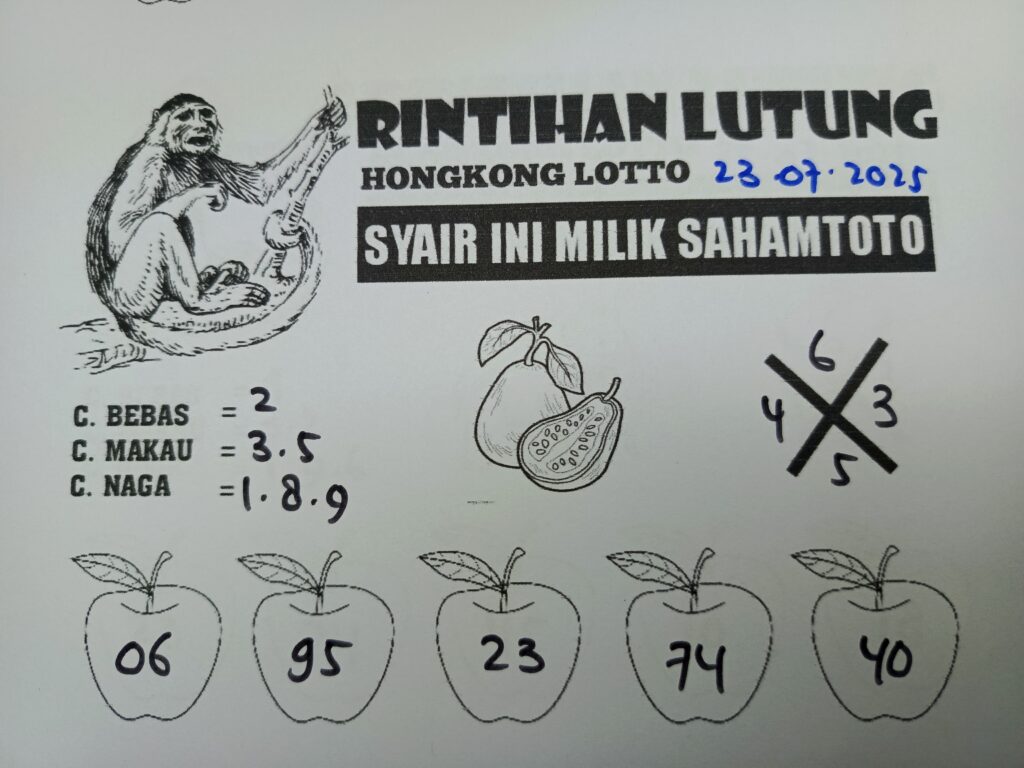 RINTIHAN LUTUNG
HONGKONG LOTTO 23.07.2025
SYAIR INI MILIK SAHAMTOTO
6
4 3
5
C. BEBAS = 2
C. MAKAU = 3.5
C. NAGA = 1.8.9
06 95 23 74 40